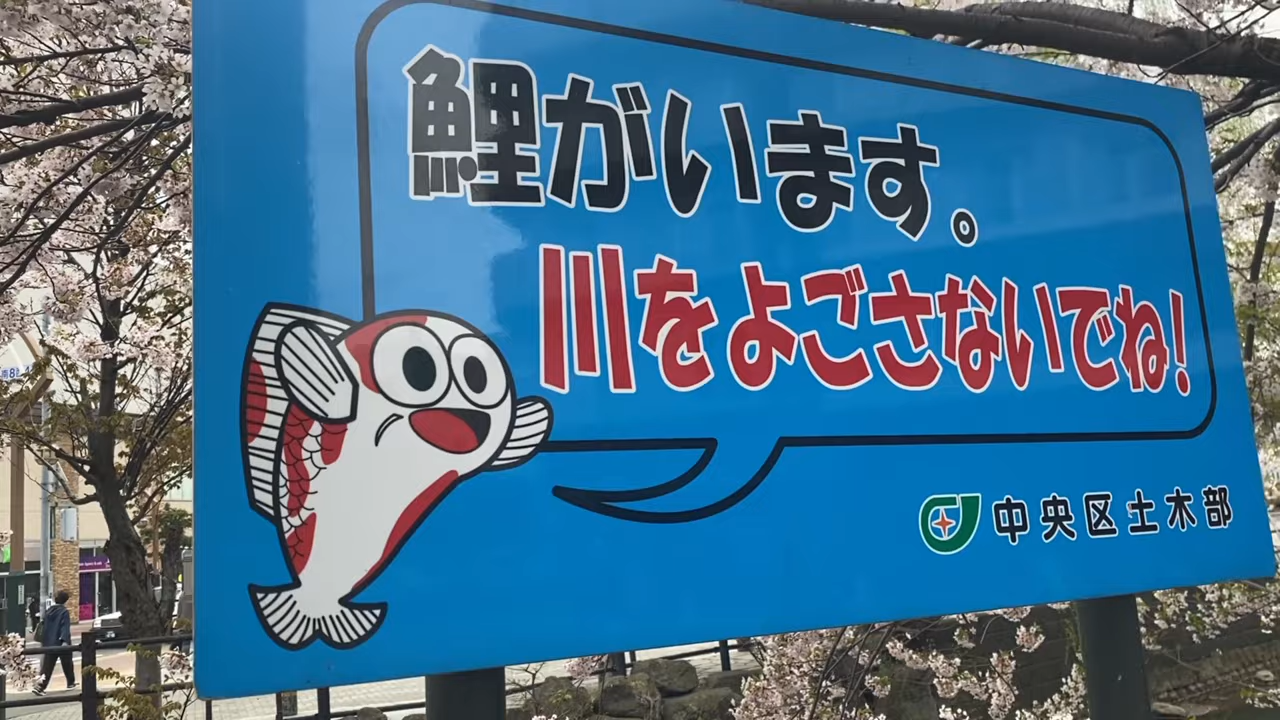 鯉がいます。
川をよごさないでね!
中央区土木部